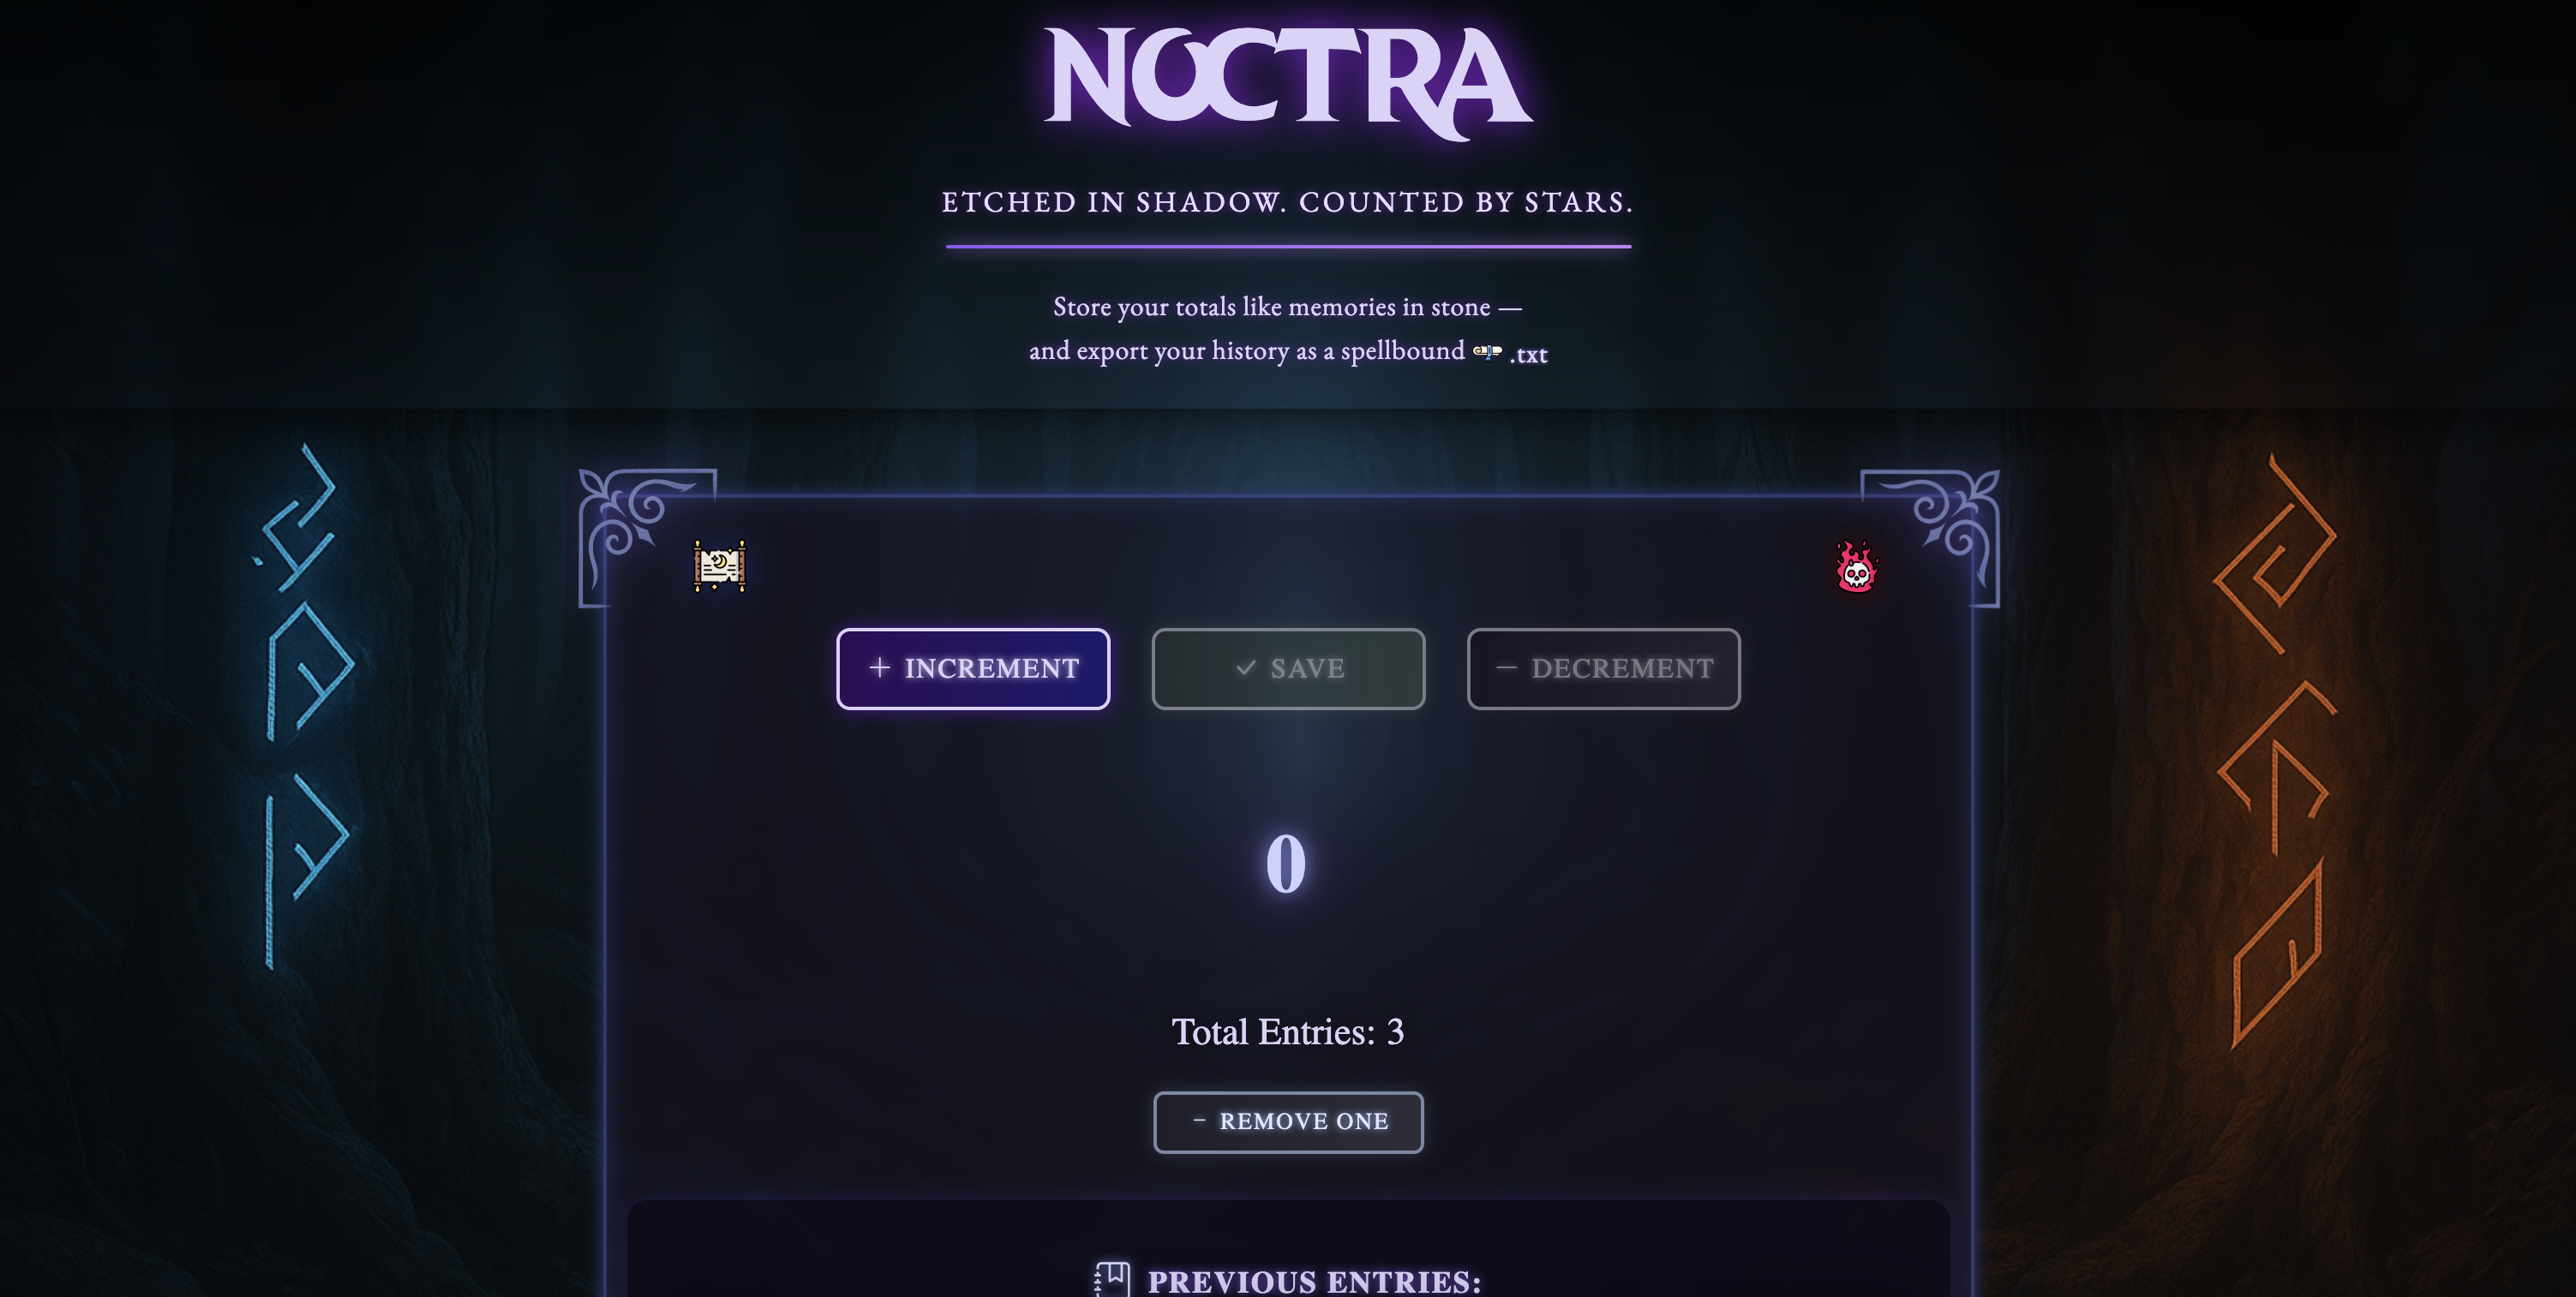 NOCTRA
ETCHED IN SHADOW. COUNTED BY STARS.
Store your totals like memories in stone —
and export your history as a spellbound .txt
+ INCREMENT
✓ SAVE
− DECREMENT
0
Total Entries: 3
− REMOVE ONE
PREVIOUS ENTRIES: